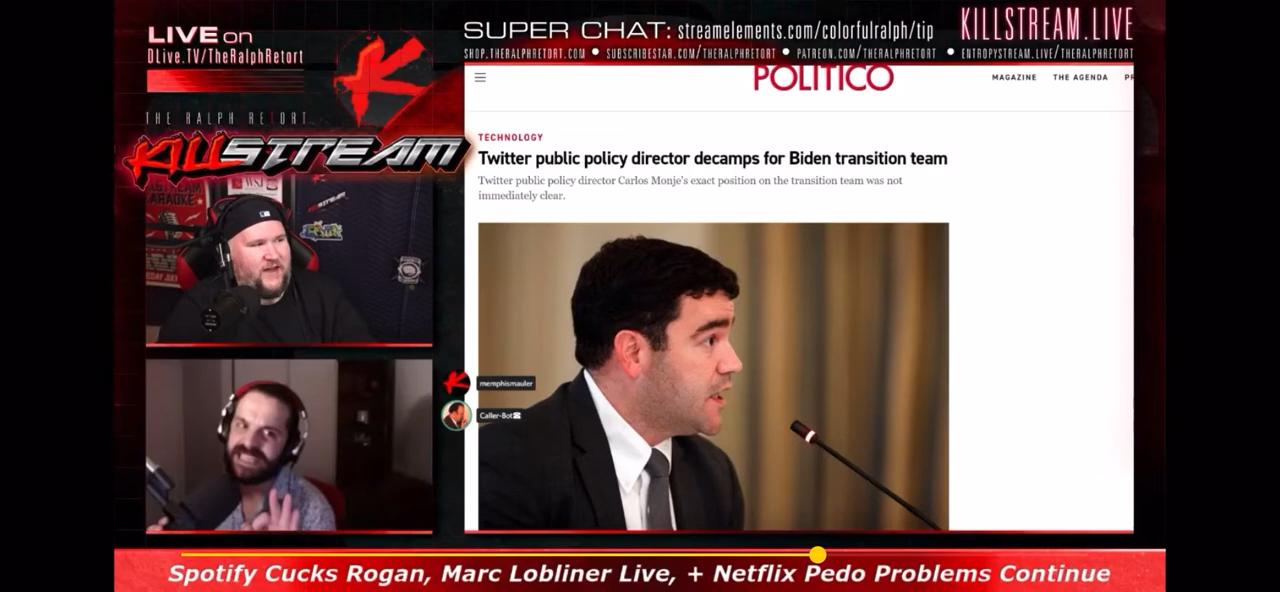 LIVE on
DLive.TV/TheRalphRetort
SUPER CHAT: streamelements.com/colorfulralph/tip
KILLSTREAM.LIVE
SHOP.THERALPHRETORT.COM • SUBSCRIBESTAR.COM/THERALPHRETORT • PATREON.COM/THERALPHRETORT • ENTROPYSTREAM.LIVE/THERALPHRETORT
K
THE RALPH RETORT
KILLSTREAM
POLITICO
MAGAZINE THE AGENDA
TECHNOLOGY
Twitter public policy director decamps for Biden transition team
Twitter public policy director Carlos Monje's exact position on the transition team was not
immediately clear.
memphismauler
Caller-Bot
Spotify Cucks Rogan, Marc Lobliner Live, + Netflix Pedo Problems Continue